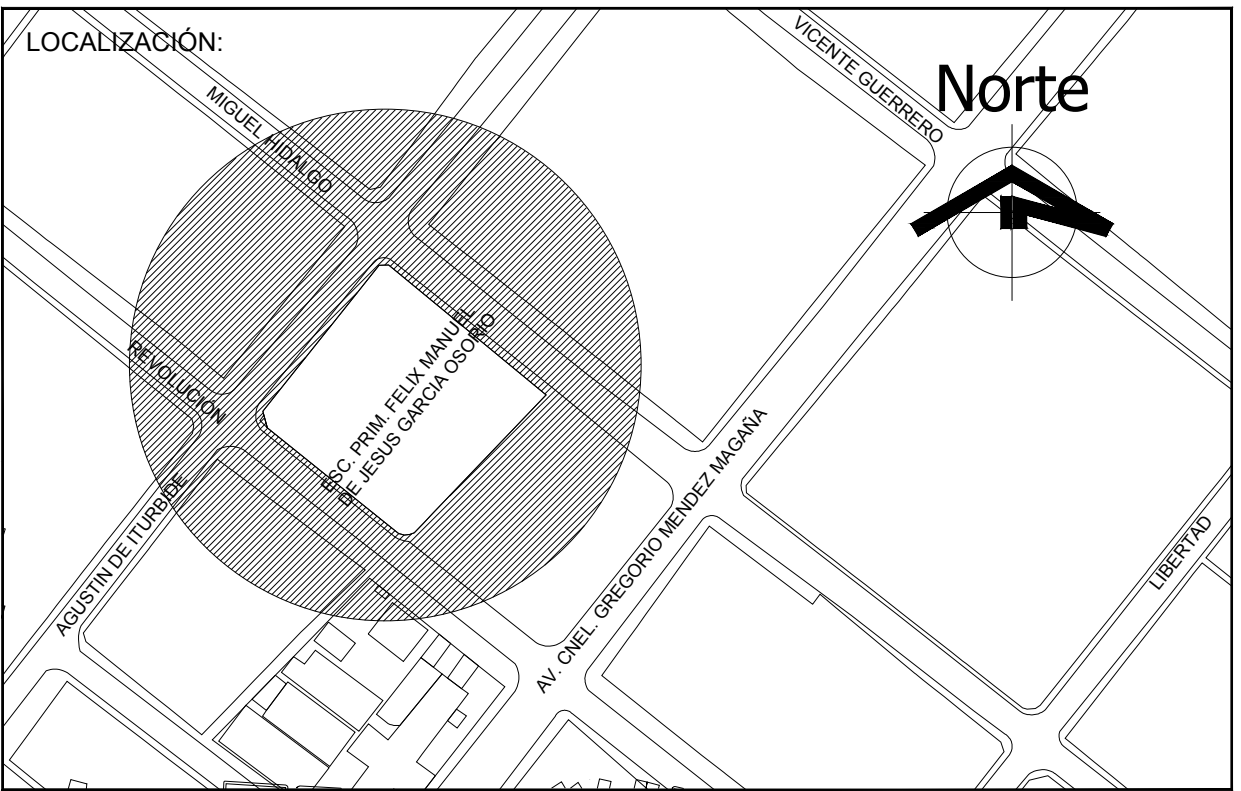 LOCALIZACIÓN:
VICENTE GUERRERO
Norte
MIGUEL HIDALGO
ESC. PRIM. FELIX MANUEL
DE JESUS GARCIA OSORIO
REVOLUCIÓN
AGUSTIN DE ITURBIDE
AV. CNEL. GREGORIO MENDEZ MAGAÑA
LIBERTAD